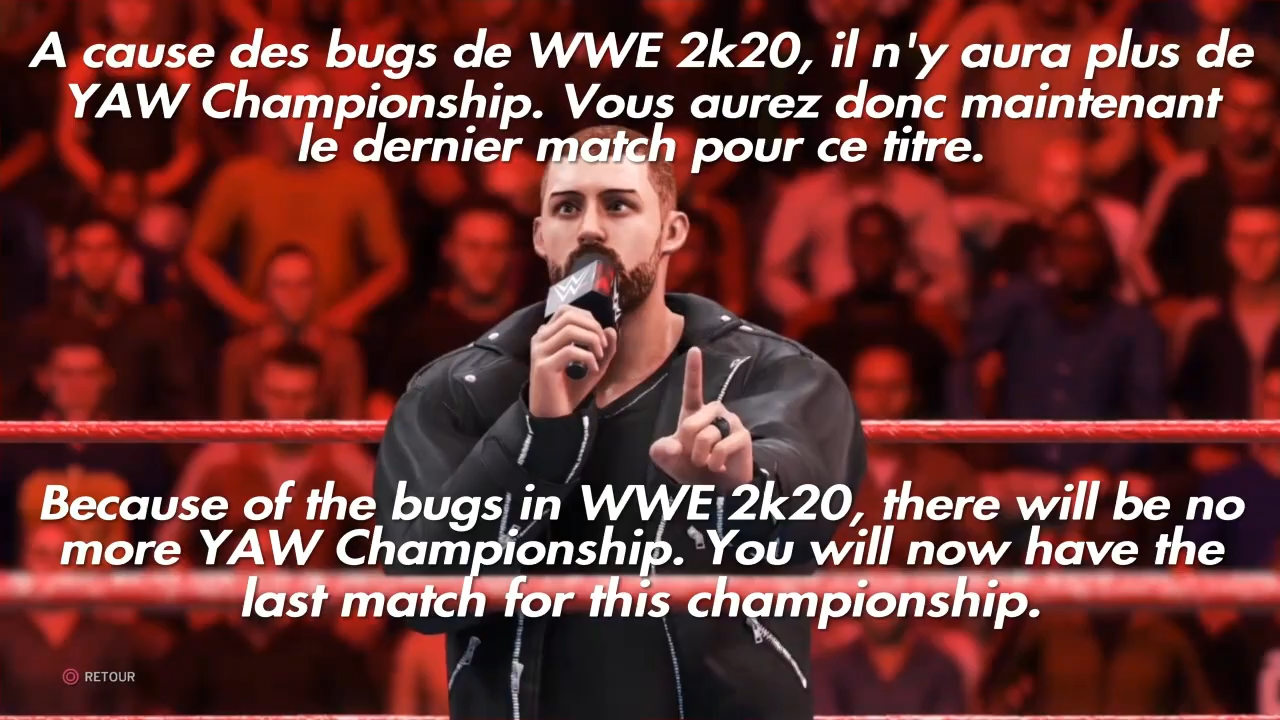 A cause des bugs de WWE 2k20, il n'y aura plus de
YAW Championship. Vous aurez donc maintenant
le dernier match pour ce titre.
Because of the bugs in WWE 2k20, there will be no
more YAW Championship. You will now have the
last match for this championship.
RETOUR